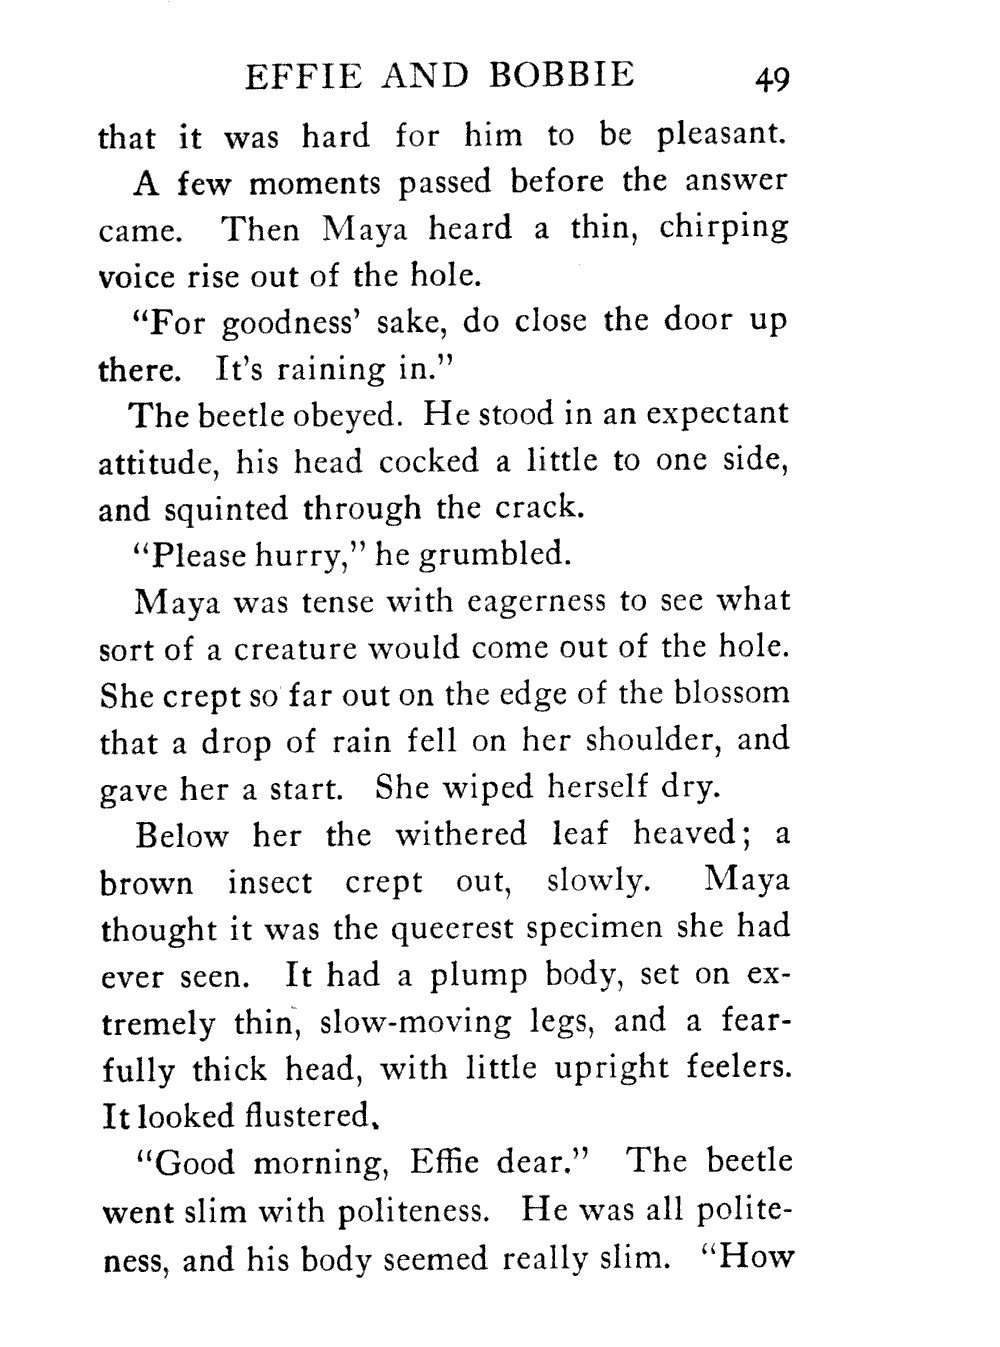 EFFIE AND BOBBIE 49
that it was hard for him to be pleasant.
A few moments passed before the answer
came. Then Maya heard a thin, chirping
voice rise out of the hole.
“For goodness’ sake, do close the door up
there. It’s raining in.”
The beetle obeyed. He stood in an expectant
attitude, his head cocked a little to one side,
and squinted through the crack.
“Please hurry,” he grumbled.
Maya was tense with eagerness to see what
sort of a creature would come out of the hole.
She crept so far out on the edge of the blossom
that a drop of rain fell on her shoulder, and
gave her a start. She wiped herself dry.
Below her the withered leaf heaved; a
brown insect crept out, slowly. Maya
thought it was the queerest specimen she had
ever seen. It had a plump body, set on ex-
tremely thin, slow-moving legs, and a fear-
fully thick head, with little upright feelers.
It looked flustered.
“Good morning, Effie dear.” The beetle
went slim with politeness. He was all polite-
ness, and his body seemed really slim. “How